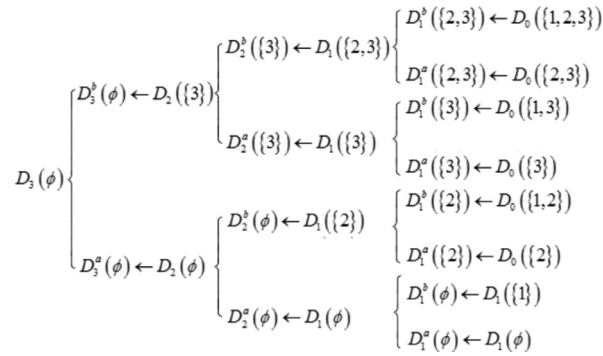 D_1^b({2,3}) ← D_0({1,2,3})
D_2^b({3}) ← D_1({2,3})
D_1^a({2,3}) ← D_0({2,3})
D_3^b(ϕ) ← D_2({3})
D_1^b({3}) ← D_0({1,3})
D_2^a({3}) ← D_1({3})
D_1^a({3}) ← D_0({3})
D_3(ϕ)
D_1^b({2}) ← D_0({1,2})
D_2^b(ϕ) ← D_1({2})
D_1^a({2}) ← D_0({2})
D_3^a(ϕ) ← D_2(ϕ)
D_1^b(ϕ) ← D_1({1})
D_2^a(ϕ) ← D_1(ϕ)
D_1^a(ϕ) ← D_1(ϕ)